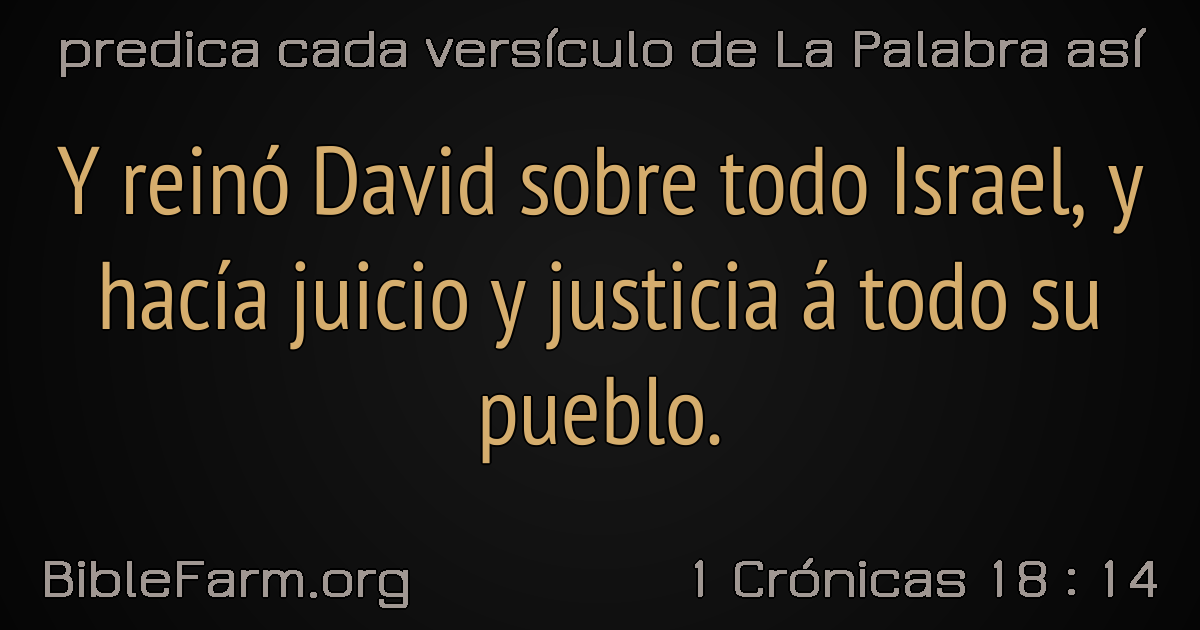 predica cada versículo de La Palabra así
Y reinó David sobre todo Israel, y
hacía juicio y justicia á todo su
pueblo.
BibleFarm.org
1 Crónicas 18 : 14